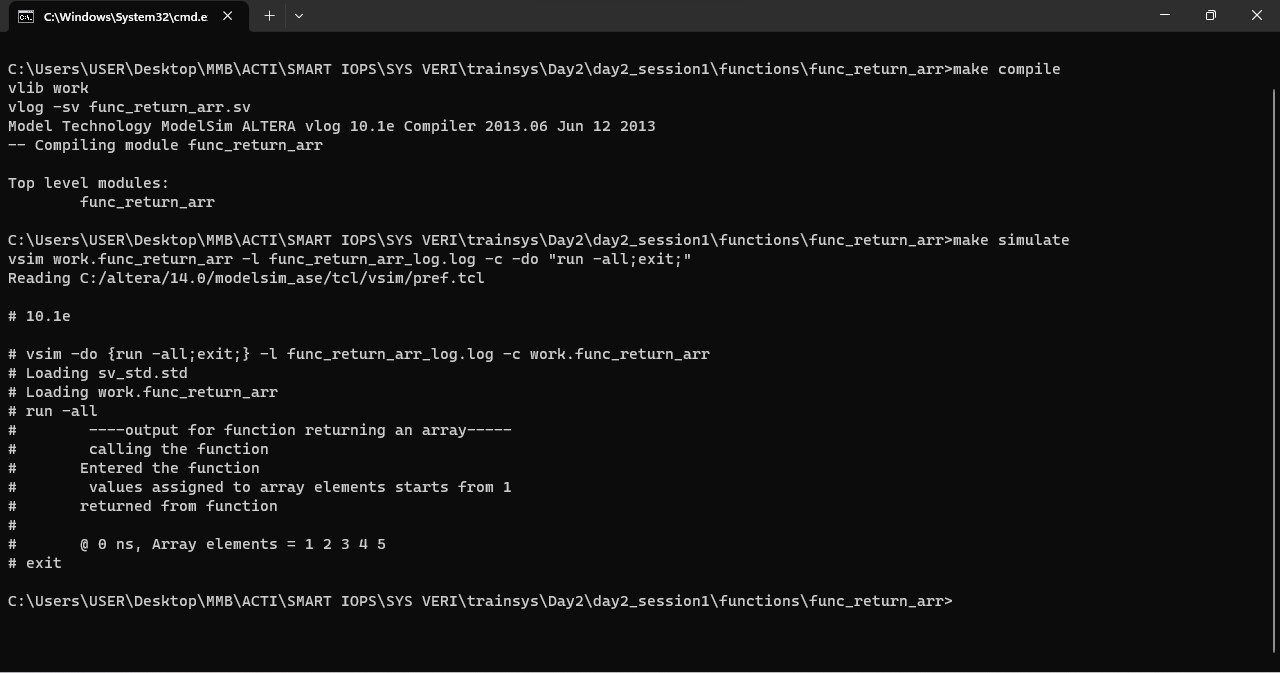 C:\Windows\System32\cmd.e
C:\Users\USER\Desktop\MMB\ACTI\SMART IOPS\SYS VERI\trainsys\Day2\day2_session1\functions\func_return_arr>make compile
vlib work
vlog -sv func_return_arr.sv
Model Technology ModelSim ALTERA vlog 10.1e Compiler 2013.06 Jun 12 2013
-- Compiling module func_return_arr
Top level modules:
func_return_arr
C:\Users\USER\Desktop\MMB\ACTI\SMART IOPS\SYS VERI\trainsys\Day2\day2_session1\functions\func_return_arr>make simulate
vsim work.func_return_arr -l func_return_arr_log.log -c -do "run -all;exit;"
Reading C:/altera/14.0/modelsim_ase/tcl/vsim/pref.tcl
# 10.1e
# vsim -do {run -all;exit;} -l func_return_arr_log.log -c work.func_return_arr
# Loading sv_std.std
# Loading work.func_return_arr
# run -all
#        ----output for function returning an array-----
#        calling the function
#       Entered the function
#        values assigned to array elements starts from 1
#       returned from function
#
#       @ 0 ns, Array elements = 1 2 3 4 5
# exit
C:\Users\USER\Desktop\MMB\ACTI\SMART IOPS\SYS VERI\trainsys\Day2\day2_session1\functions\func_return_arr>